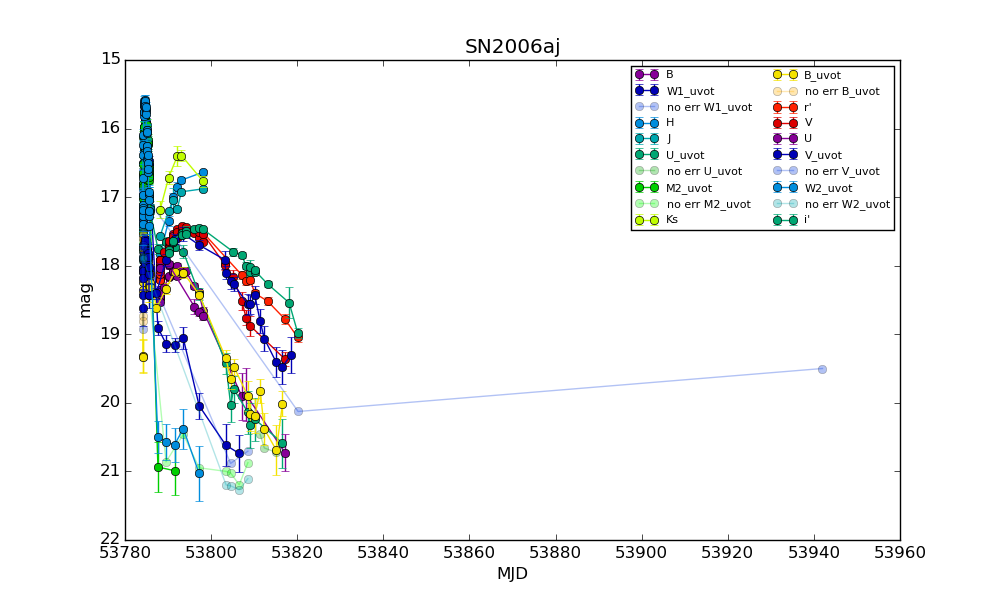 SN2006aj
15
16
17
18
19
20
21
22
mag
53780
53800
53820
53840
53860
53880
53900
53920
53940
53960
MJD
B
W1_uvot
no err W1_uvot
H
J
U_uvot
no err U_uvot
M2_uvot
no err M2_uvot
Ks
B_uvot
no err B_uvot
r'
V
U
V_uvot
no err V_uvot
W2_uvot
no err W2_uvot
i'